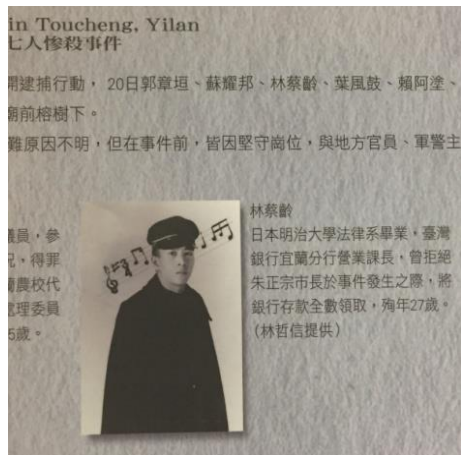 in Toucheng, Yilan
七人慘殺事件
開逮捕行動，20日郭章垣、蘇耀邦、林蔡齡、葉風鼓、賴阿塗、
廟前榕樹下。
難原因不明，但在事件前，皆因堅守崗位，與地方官員、軍警主
議員，參
況，得罪
蘭農校代
處理委員
5歲。
林蔡齡
日本明治大學法律系畢業，臺灣
銀行宜蘭分行營業課長，曾拒絕
朱正宗市長於事件發生之際，將
銀行存款全數領取，殉年27歲。
（林哲信提供）